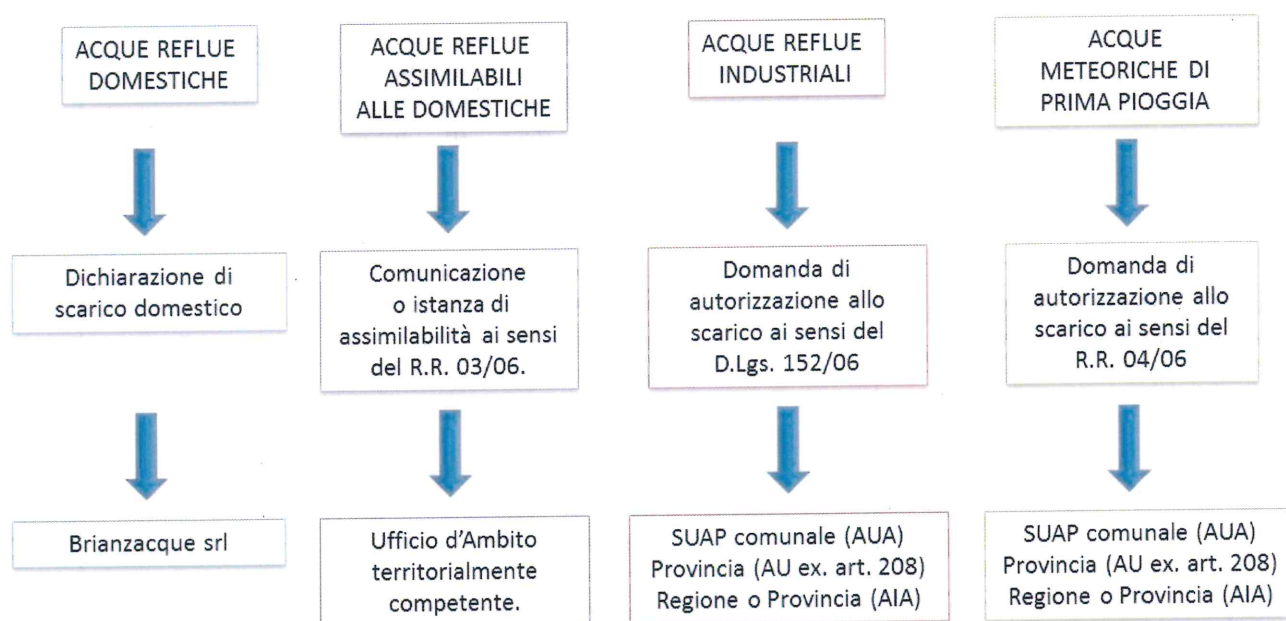 ACQUE REFLUE
DOMESTICHE
ACQUE REFLUE
ASSIMILABILI
ALLE DOMESTICHE
ACQUE REFLUE
INDUSTRIALI
ACQUE
METEORICHE DI
PRIMA PIOGGIA
Dichiarazione di
scarico domestico
Comunicazione
o istanza di
assimilabilità ai sensi
del R.R. 03/06.
Domanda di
autorizzazione allo
scarico ai sensi del
D.Lgs. 152/06
Domanda di
autorizzazione allo
scarico ai sensi del
R.R. 04/06
Brianzacque srl
Ufficio d’Ambito
territorialmente
competente.
SUAP comunale (AUA)
Provincia (AU ex. art. 208)
Regione o Provincia (AIA)
SUAP comunale (AUA)
Provincia (AU ex. art. 208)
Regione o Provincia (AIA)